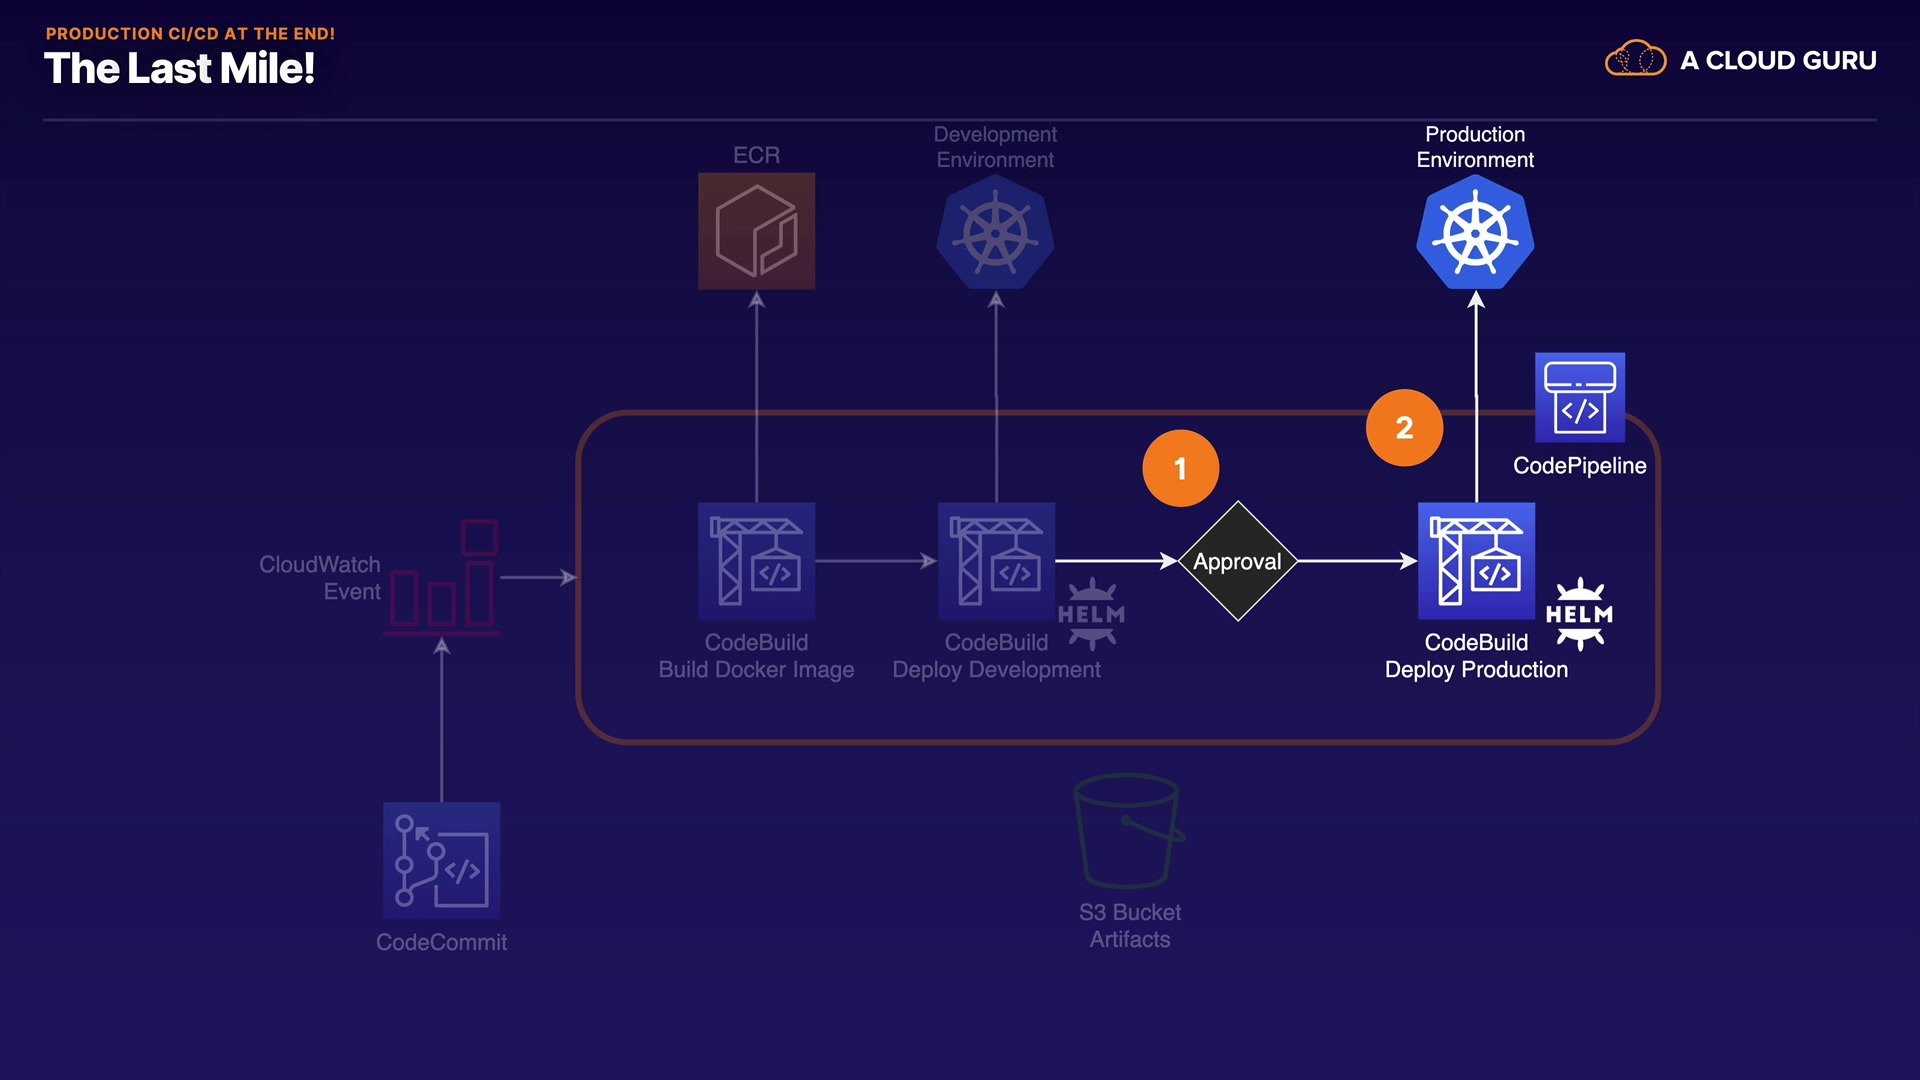 PRODUCTION CI/CD AT THE END!
The Last Mile!
A CLOUD GURU
ECR
Development
Environment
Production
Environment
1
2
CodePipeline
CloudWatch
Event
Approval
HELM
HELM
CodeBuild
Build Docker Image
CodeBuild
Deploy Development
CodeBuild
Deploy Production
S3 Bucket
Artifacts
CodeCommit